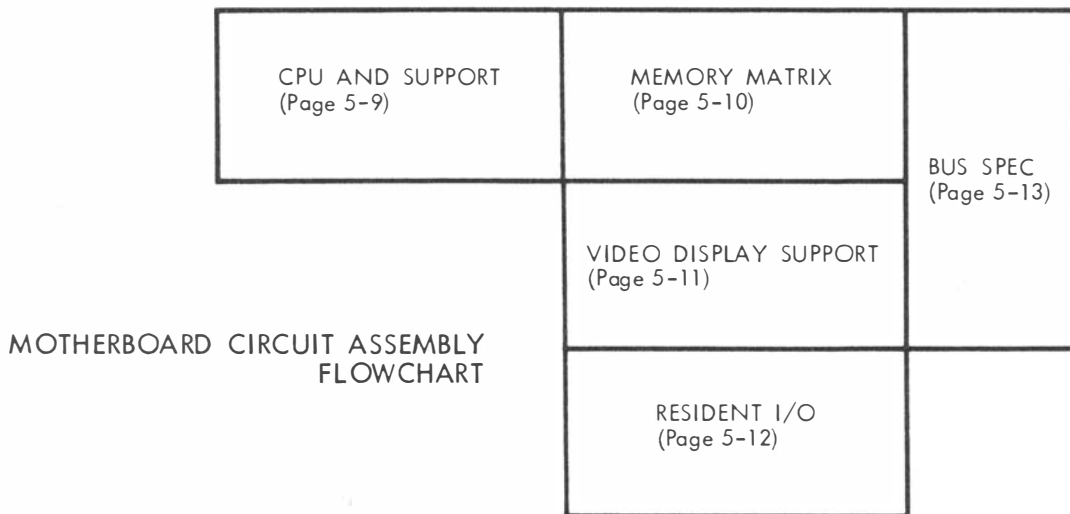 CPU AND SUPPORT
(Page 5-9)
MEMORY MATRIX
(Page 5-10)
BUS SPEC
(Page 5-13)
VIDEO DISPLAY SUPPORT
(Page 5-11)
MOTHERBOARD CIRCUIT ASSEMBLY
FLOWCHART
RESIDENT I/O
(Page 5-12)